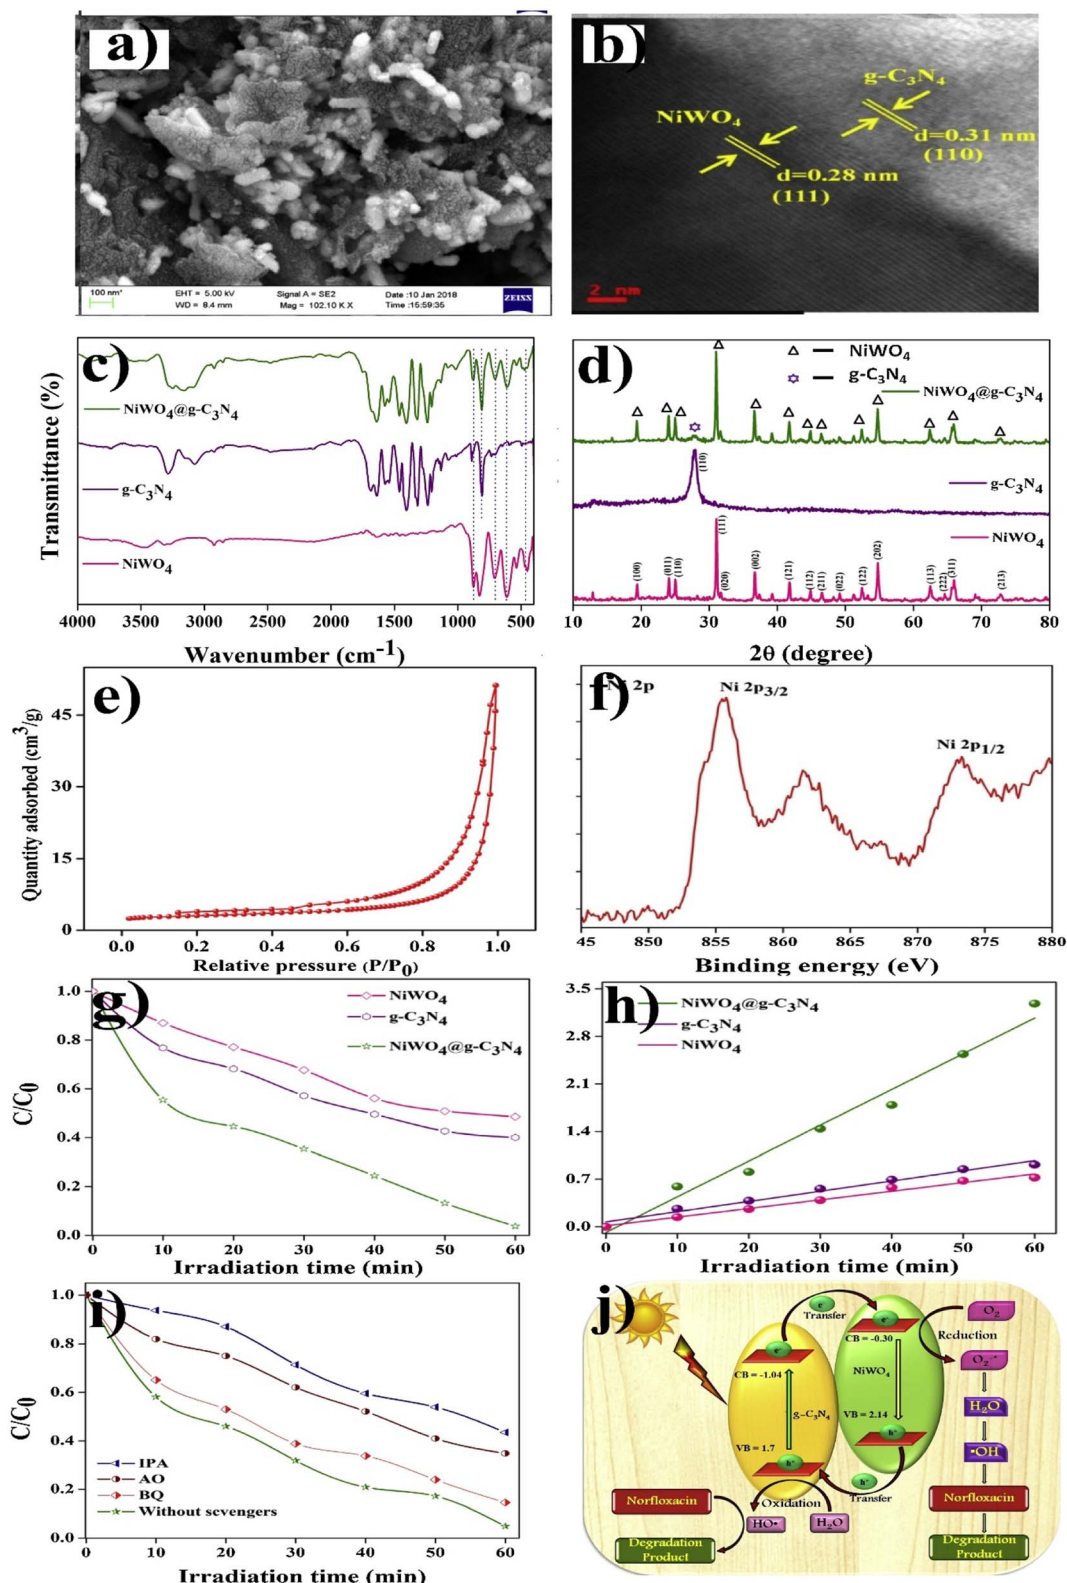 a)
100 nm*
EHT = 5.00 kV
Signal A = SE2
Date :10 Jan 2018
WD = 8.4 mm
Mag = 102.10 K X
Time :15:59:35
ZEISS
b)
g-C3N4
NiWO4
d=0.31 nm
(110)
d=0.28 nm
(111)
2 nm
c)
Transmittance (%)
NiWO4@g-C3N4
g-C3N4
NiWO4
4000 3500 3000 2500 2000 1500 1000 500
Wavenumber (cm-1)
d)
NiWO4
g-C3N4
NiWO4@g-C3N4
(110)
g-C3N4
NiWO4
(100)
(011)
(110)
(111)
(020)
(002)
(121)
(112)
(211)
(022)
(122)
(202)
(113)
(222)
(311)
(213)
10 20 30 40 50 60 70 80
2θ (degree)
e)
Quantity adsorbed (cm3/g)
45
30
15
0
0.0 0.2 0.4 0.6 0.8 1.0
Relative pressure (P/P0)
f)
Ni 2p
Ni 2p3/2
Ni 2p1/2
45 850 855 860 865 870 875 880
Binding energy (eV)
g)
C/C0
1.0
0.8
0.6
0.4
0.2
0.0
NiWO4
g-C3N4
NiWO4@g-C3N4
0 10 20 30 40 50 60
Irradiation time (min)
h)
3.5
2.8
2.1
1.4
0.7
0.0
NiWO4@g-C3N4
g-C3N4
NiWO4
0 10 20 30 40 50 60
Irradiation time (min)
i)
C/C0
1.0
0.8
0.6
0.4
0.2
0.0
IPA
AO
BQ
Without scvengers
0 10 20 30 40 50 60
Irradiation time (min)
j)
e-
Transfer
e-
CB = -0.30
O2
Reduction
O2-•
e-
CB = -1.04
NiWO4
g-C3N4
H2O
VB = 2.14
h+
VB = 1.7
•OH
h+
h+
Transfer
Norfloxacin
Oxidation
Norfloxacin
HO•
H2O
Degradation
Product
Degradation
Product